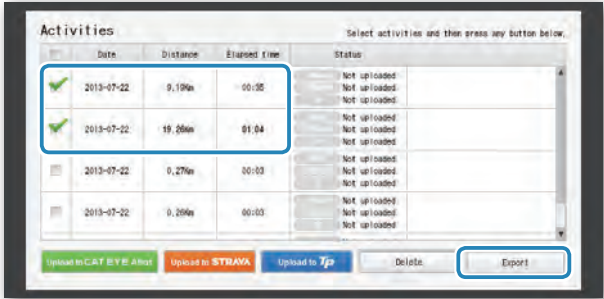 Activities
Select activities and then press any button below.
Date Distance Elapsed time Status
2013-07-22 9.19Km 00:35 Not uploaded
Not uploaded
Not uploaded
2013-07-22 19.26Km 01:04 Not uploaded
Not uploaded
Not uploaded
2013-07-22 0.27Km 00:03 Not uploaded
Not uploaded
Not uploaded
2013-07-22 0.26Km 00:03 Not uploaded
Not uploaded
Not uploaded
Upload to CAT EYE Atlas Upload to STRAVA Upload to TP Delete Export